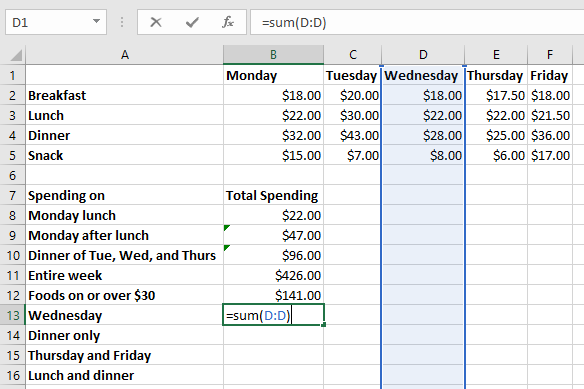 D1 fx =sum(D:D)
A B C D E F
1 Monday Tuesday Wednesday Thursday Friday
2 Breakfast $18.00 $20.00 $18.00 $17.50 $18.00
3 Lunch $22.00 $30.00 $22.00 $22.00 $21.50
4 Dinner $32.00 $43.00 $28.00 $25.00 $36.00
5 Snack $15.00 $7.00 $8.00 $6.00 $17.00
6
7 Spending on Total Spending
8 Monday lunch $22.00
9 Monday after lunch $47.00
10 Dinner of Tue, Wed, and Thurs $96.00
11 Entire week $426.00
12 Foods on or over $30 $141.00
13 Wednesday =sum(D:D)
14 Dinner only
15 Thursday and Friday
16 Lunch and dinner